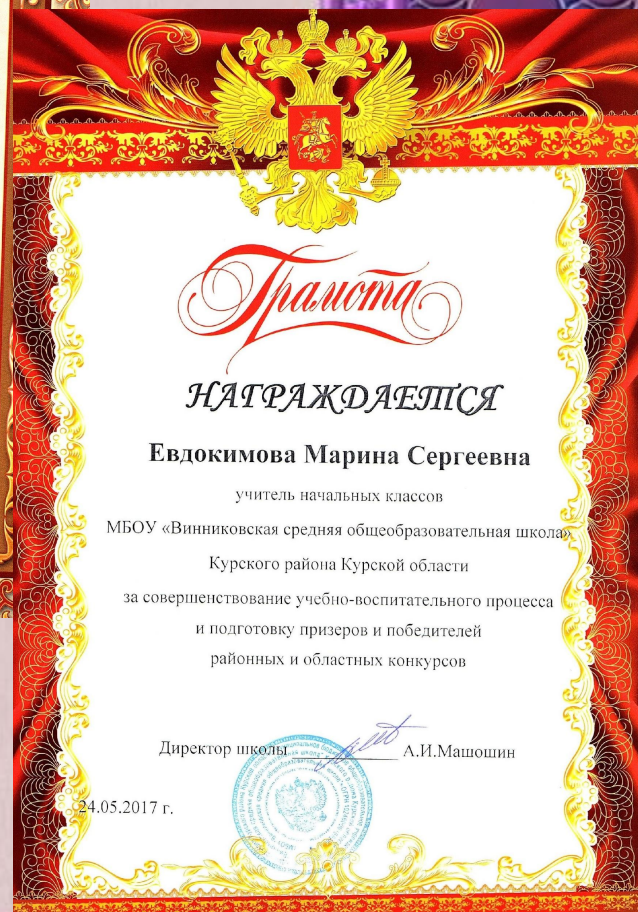 Грамота
НАГРАЖДАЕТСЯ
Евдокимова Марина Сергеевна
учитель начальных классов
МБОУ «Винниковская средняя общеобразовательная школа»
Курского района Курской области
за совершенствование учебно-воспитательного процесса
и подготовку призеров и победителей
районных и областных конкурсов
Директор школы А.И.Машошин
24.05.2017 г.